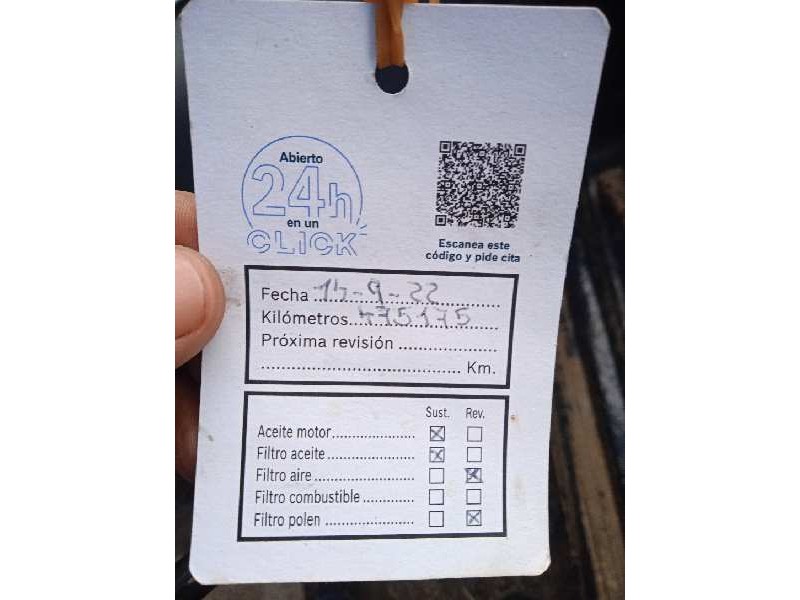 Abierto
24h
en un
CLICK
Escanea este
código y pide cita
Fecha 14-9-22
Kilómetros 475175
Próxima revisión
Km.
Sust. Rev.
Aceite motor
Filtro aceite
Filtro aire
Filtro combustible
Filtro polen